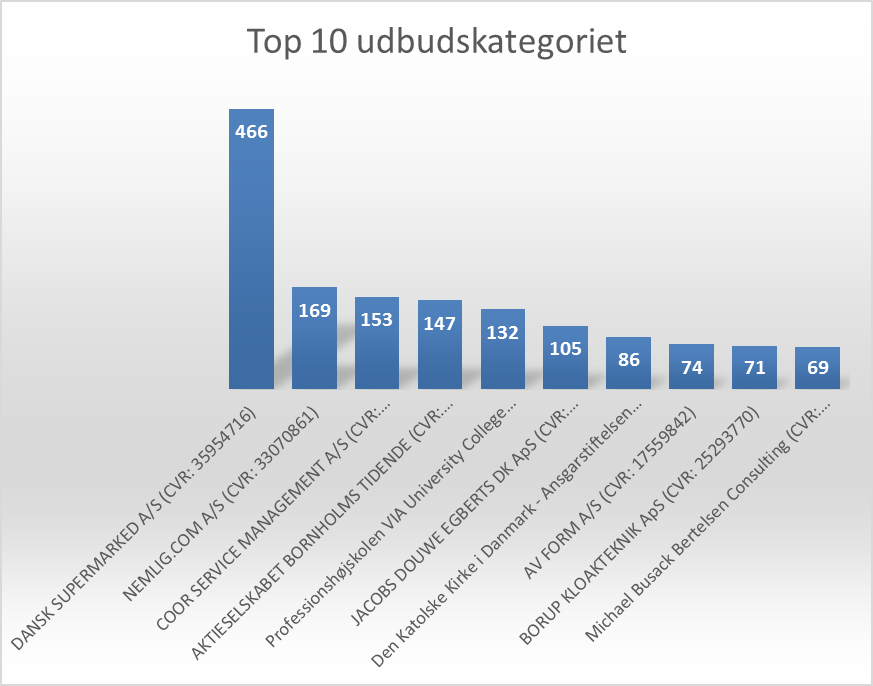 Top 10 udbudskategoriet
466
169
153
147
132
105
86
74
71
69
DANSK SUPERMARKED A/S (CVR: 35954716)
NEMLIG.COM A/S (CVR: 33070861)
COOR SERVICE MANAGEMENT A/S (CVR:...
AKTIESELSKABET BORNHOLMS TIDENDE (CVR:...
Professionshøjskolen VIA University College...
JACOBS DOUWE EGBERTS DK ApS (CVR:...
Den Katolske Kirke i Danmark - Ansgarstiftelsen...
AV FORM A/S (CVR: 17559842)
BORUP KLOAKTEKNIK ApS (CVR: 25293770)
Michael Busack Bertelsen Consulting (CVR:...